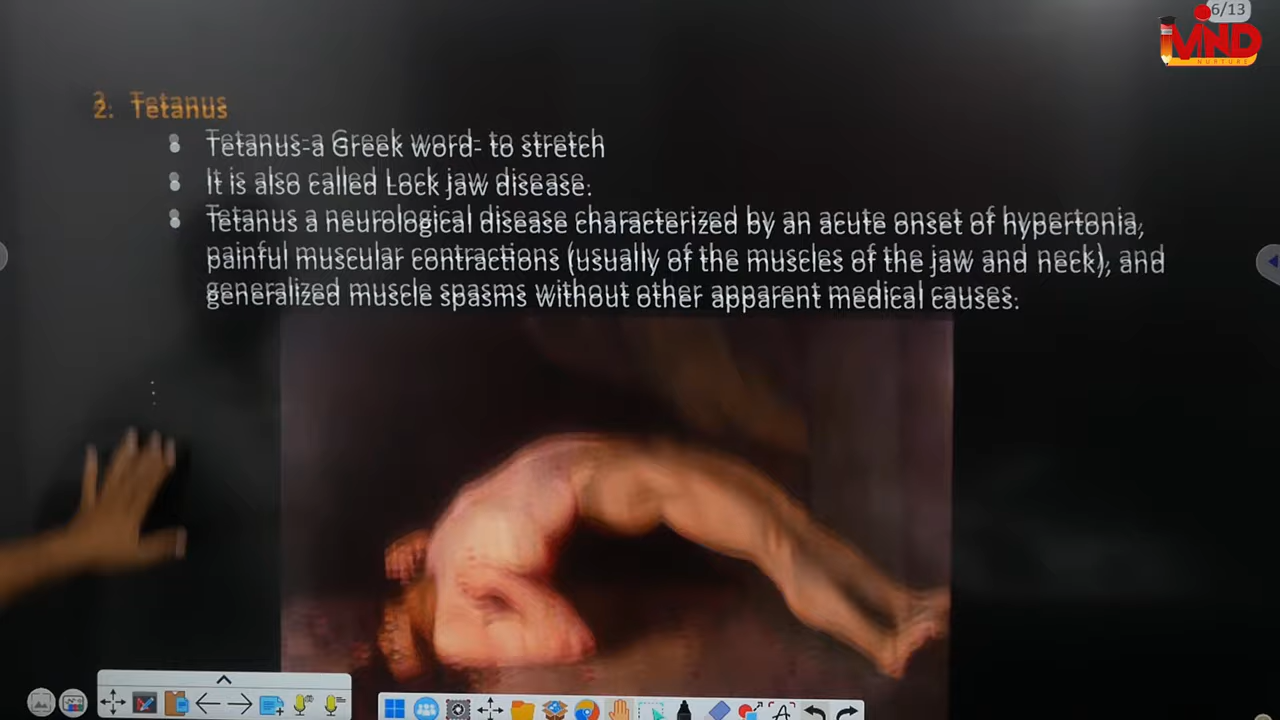 6/13
MIND
NURTURE
2. Tetanus
• Tetanus-a Greek word- to stretch
• It is also called Lock jaw disease.
• Tetanus a neurological disease characterized by an acute onset of hypertonia,
painful muscular contractions (usually of the muscles of the jaw and neck), and
generalized muscle spasms without other apparent medical causes.